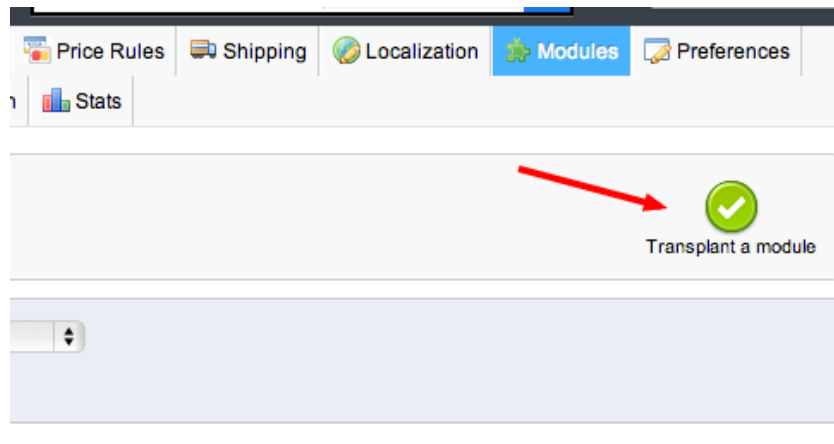 Price Rules Shipping Localization Modules Preferences
Stats
Transplant a module